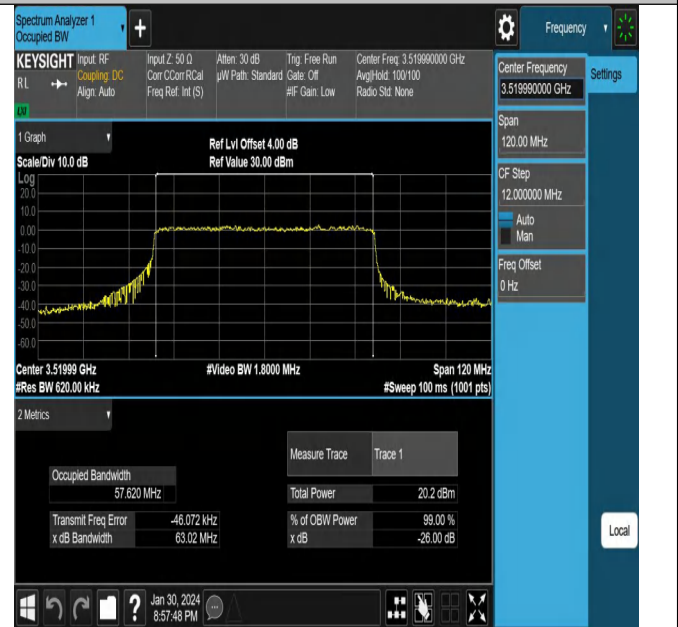 Spectrum Analyzer 1
Occupied BW
+
Frequency
KEYSIGHT
RL
LXI
Input: RF
Coupling: DC
Align: Auto
Input Z: 50 Ω
Corr CCorr RCal
Freq Ref: Int (S)
Atten: 30 dB
µW Path: Standard
Trig: Free Run
Gate: Off
#IF Gain: Low
Center Freq: 3.519990000 GHz
Avg|Hold: 100/100
Radio Std: None
Center Frequency
3.519990000 GHz
Settings
Span
120.00 MHz
CF Step
12.000000 MHz
Auto
Man
Freq Offset
0 Hz
1 Graph
Scale/Div 10.0 dB
Ref Lvl Offset 4.00 dB
Ref Value 30.00 dBm
Log
20.0
10.0
0.00
-10.0
-20.0
-30.0
-40.0
-50.0
-60.0
Center 3.51999 GHz
#Video BW 1.8000 MHz
Span 120 MHz
#Res BW 620.00 kHz
#Sweep 100 ms (1001 pts)
2 Metrics
Measure Trace Trace 1
Occupied Bandwidth
57.620 MHz
Total Power 20.2 dBm
Transmit Freq Error -46.072 kHz
% of OBW Power 99.00 %
x dB Bandwidth 63.02 MHz
x dB -26.00 dB
Local
?
Jan 30, 2024
8:57:48 PM